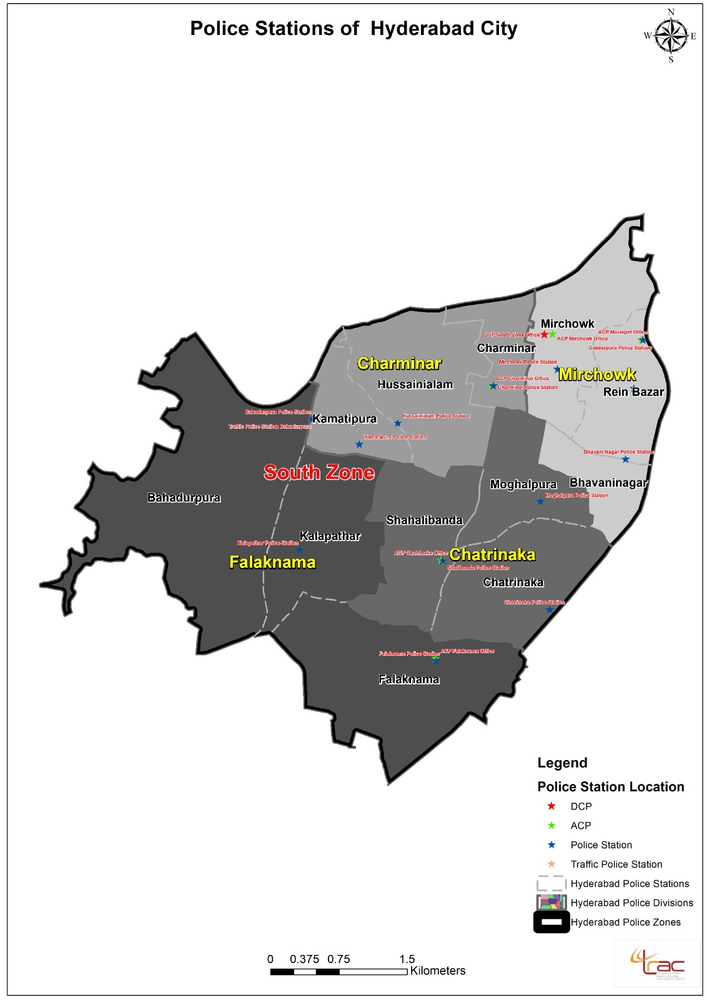 Police Stations of  Hyderabad City
N
W
E
S
Mirchowk
DCP South Zone Office
ACP Mirchowk Office
ACP Malakpet Office
Dabeerpura Police Station
Charminar
Charminar
Mirchowk Police Station
Mirchowk
ACP Charminar Office
Charminar Police Station
Hussainialam
Rein Bazar
Bahadurpura Police Station
Traffic Police Station Bahadurpura
Kamatipura
Hussainialam Police Station
Kamatipura Police Station
Bhavani Nagar Police Station
South Zone
Moghalpura
Bhavaninagar
Moghalpura Police Station
Bahadurpura
Shahalibanda
Kalapathar
Kalapathar Police Station
Falaknama
ACP Chatrinaka Office
Chatrinaka
Shalibanda Police Station
Chatrinaka
Chatrinaka Police Station
Falaknama Police Station
ACP Falaknama Office
Falaknama
Legend
Police Station Location
DCP
ACP
Police Station
Traffic Police Station
Hyderabad Police Stations
Hyderabad Police Divisions
Hyderabad Police Zones
0 0.375 0.75 1.5
Kilometers
trac